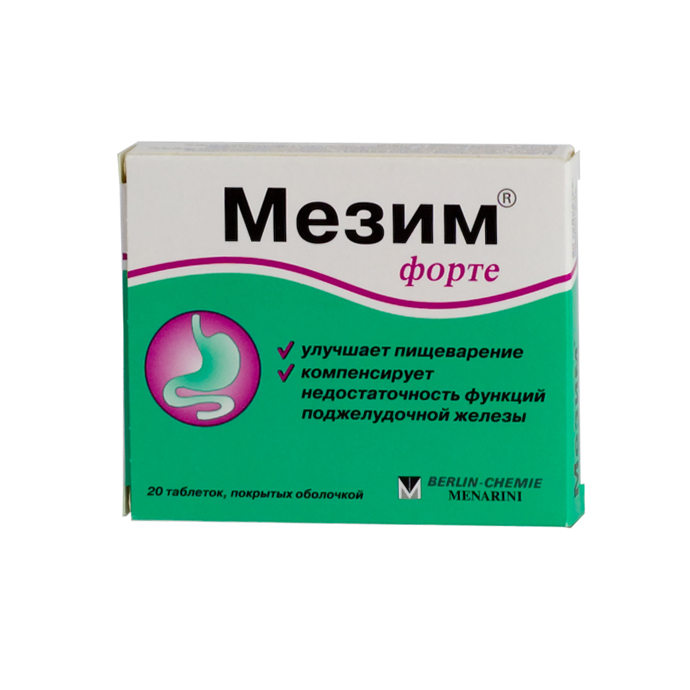 Мезим®
форте
улучшает пищеварение
компенсирует
недостаточность функций
поджелудочной железы
20 таблеток, покрытых оболочкой
BERLIN-CHEMIE
MENARINI